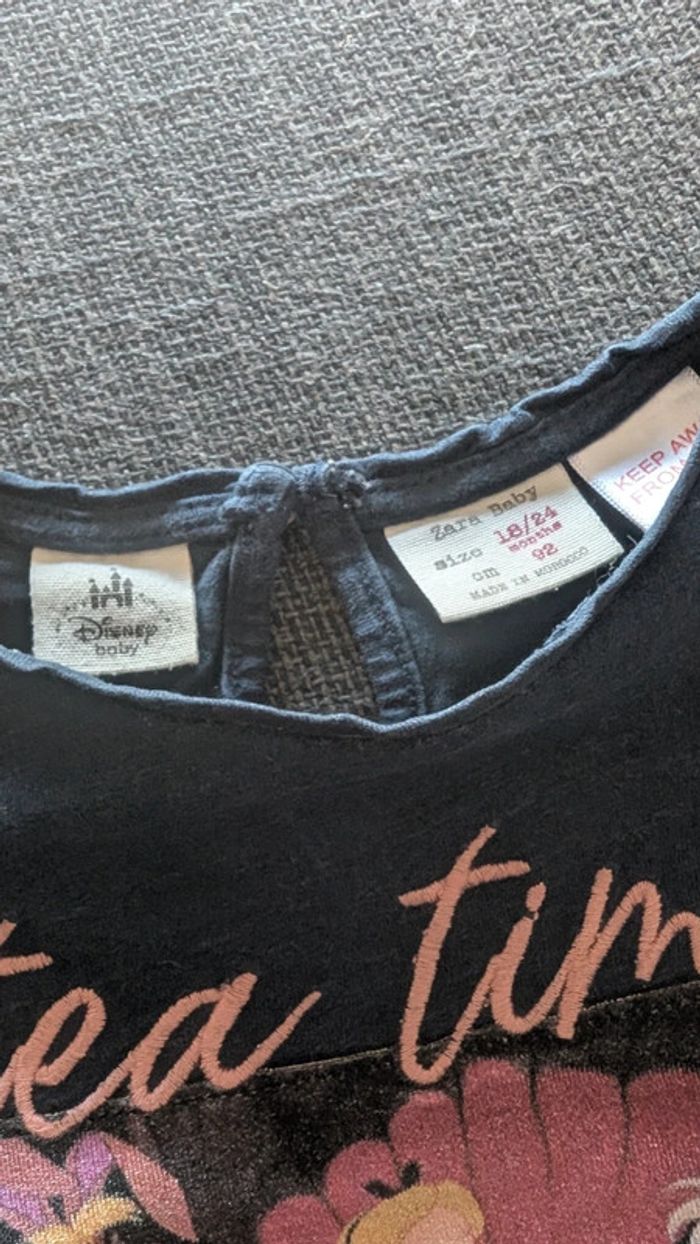 Disney
baby
Zara Baby
size 18/24
months
cm 92
MADE IN MOROCCO
KEEP AW
FROM
tea tim